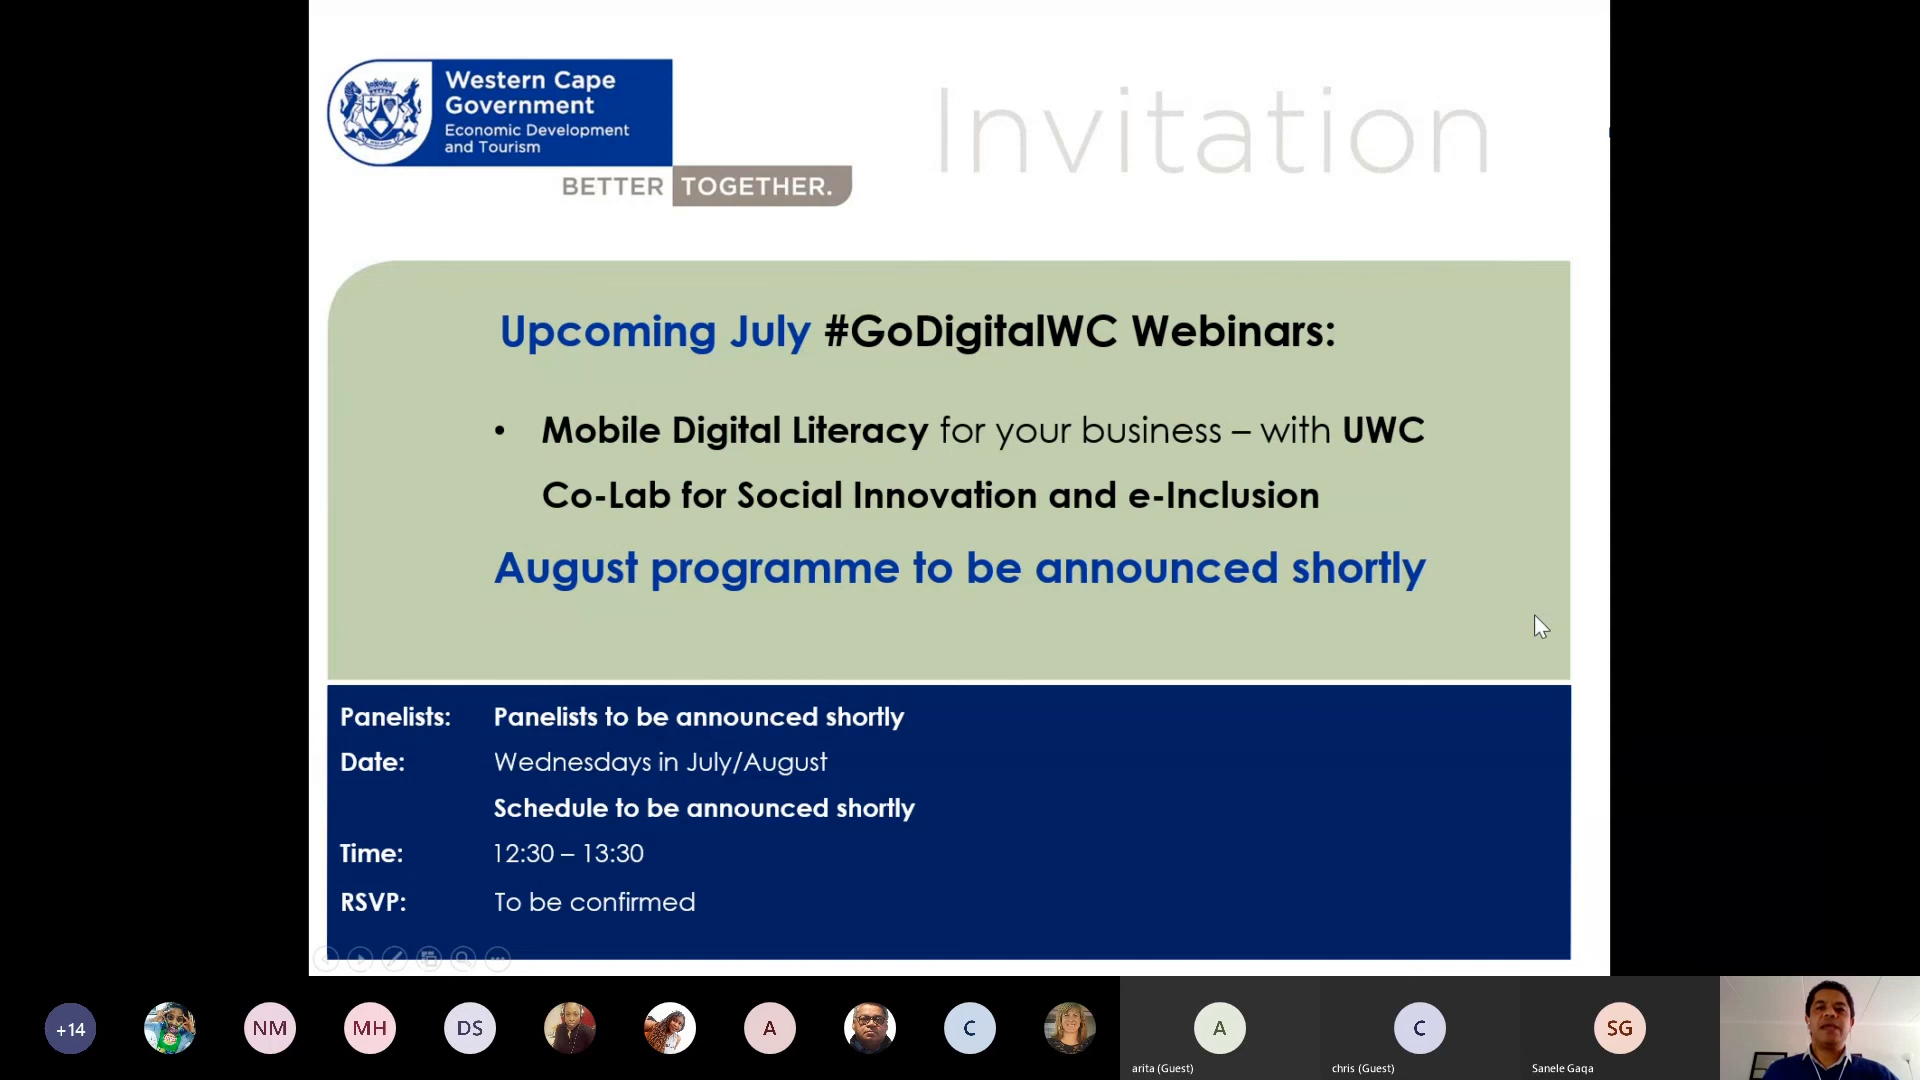 Western Cape
Government
Economic Development
and Tourism
BETTER TOGETHER.
Invitation
Upcoming July #GoDigitalWC Webinars:
• Mobile Digital Literacy for your business – with UWC
Co-Lab for Social Innovation and e-Inclusion
August programme to be announced shortly
Panelists: Panelists to be announced shortly
Date: Wednesdays in July/August
Schedule to be announced shortly
Time: 12:30 – 13:30
RSVP: To be confirmed
+14
NM
MH
DS
A
C
A
C
SG
arita (Guest)
chris (Guest)
Sanele Gaqa